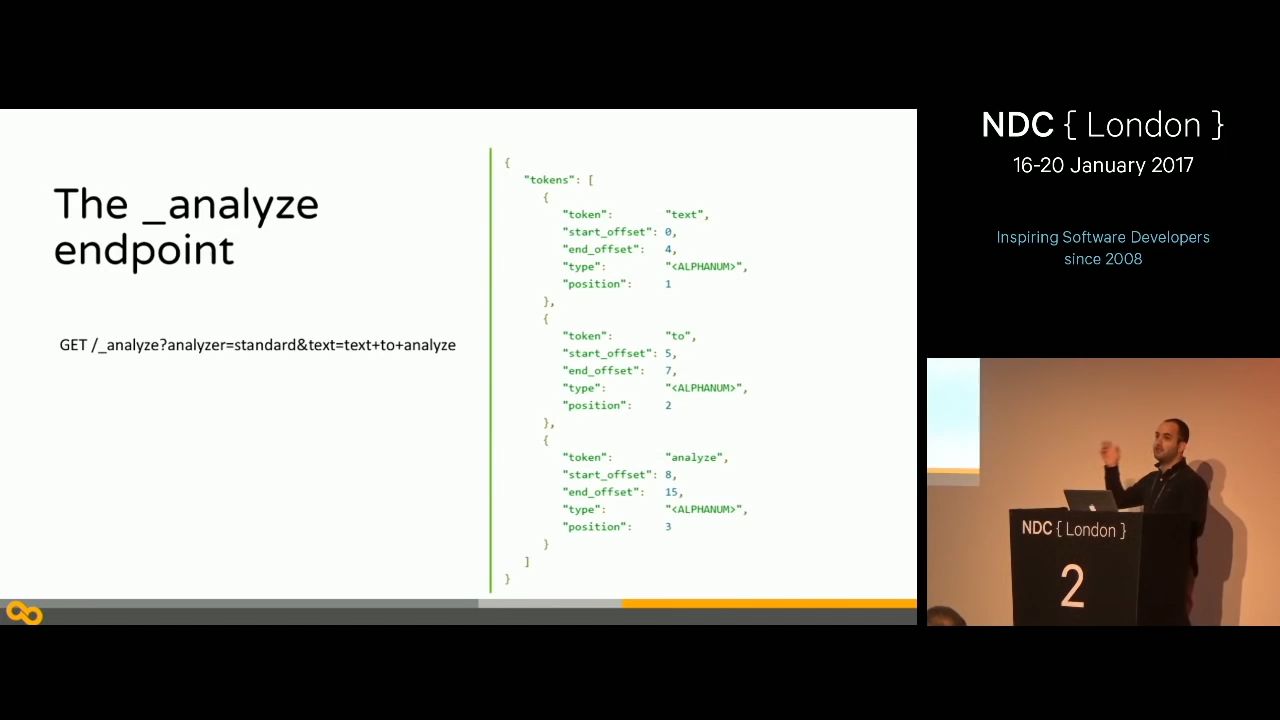 The _analyze
endpoint
GET /_analyze?analyzer=standard&text=text+to+analyze
{
"tokens": [
{
"token": "text",
"start_offset": 0,
"end_offset": 4,
"type": "<ALPHANUM>",
"position": 1
},
{
"token": "to",
"start_offset": 5,
"end_offset": 7,
"type": "<ALPHANUM>",
"position": 2
},
{
"token": "analyze",
"start_offset": 8,
"end_offset": 15,
"type": "<ALPHANUM>",
"position": 3
}
]
}
NDC { London }
16-20 January 2017
Inspiring Software Developers
since 2008
NDC { London }
2